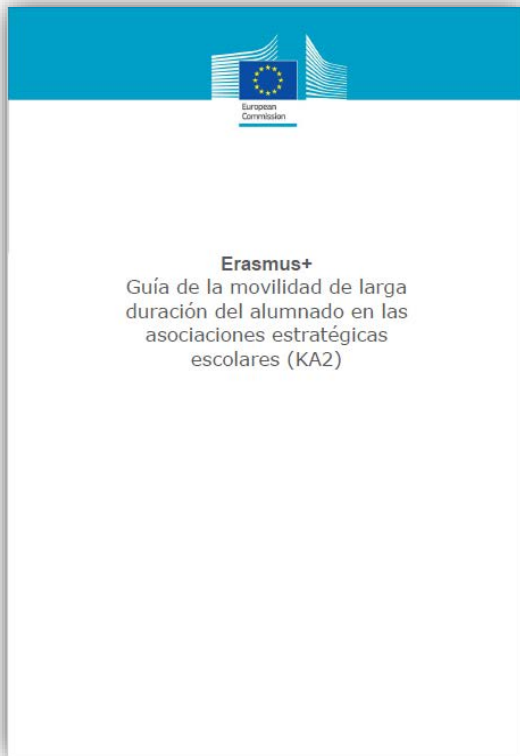 European
Commission
Erasmus+
Guía de la movilidad de larga
duración del alumnado en las
asociaciones estratégicas
escolares (KA2)